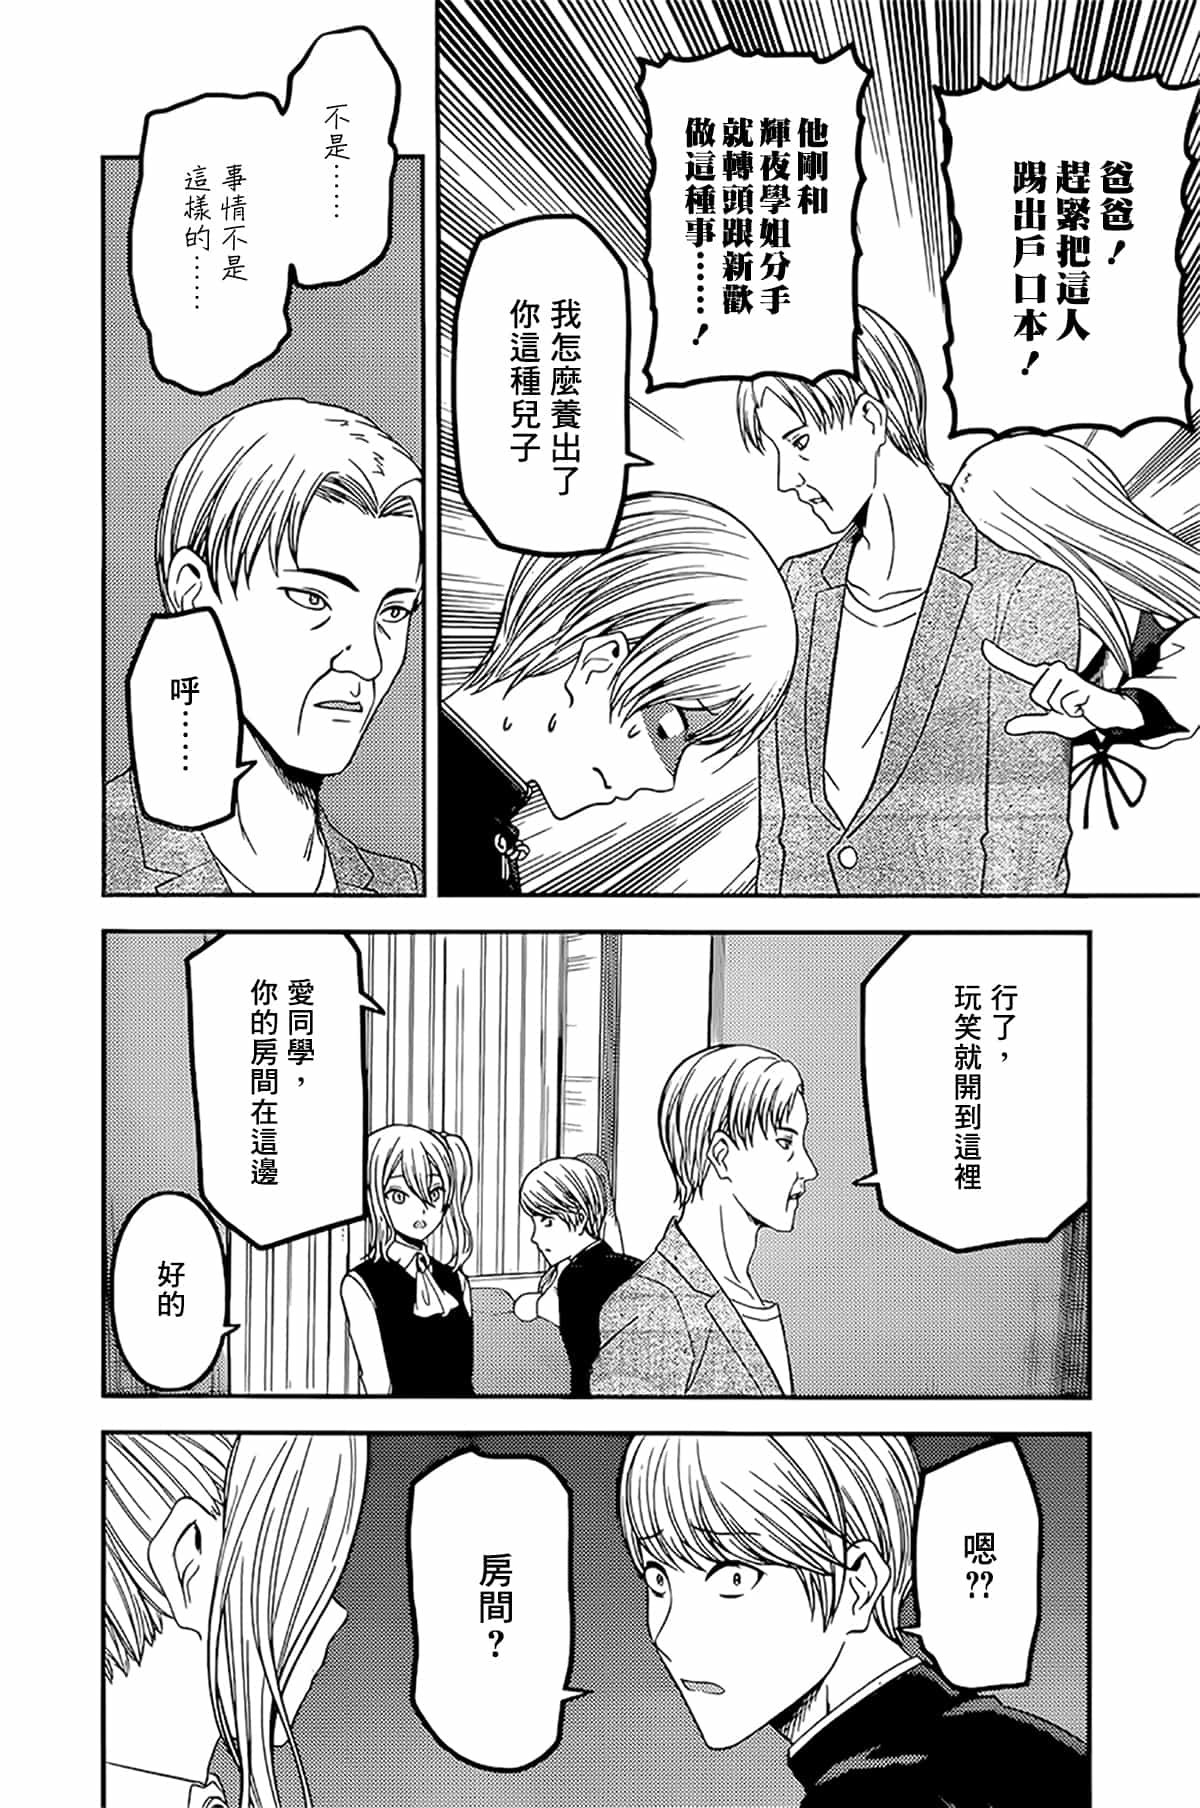 爸爸！
趕緊把這人
踢出戶口本！
他剛和
輝夜學姐分手
就轉頭跟新歡
做這種事……！
我怎麼養出了
你這種兒子
不是……
事情不是
這樣的……
呼……
行了，
玩笑就開到這裡
愛同學，
你的房間在這邊
好的
嗯??
房間？